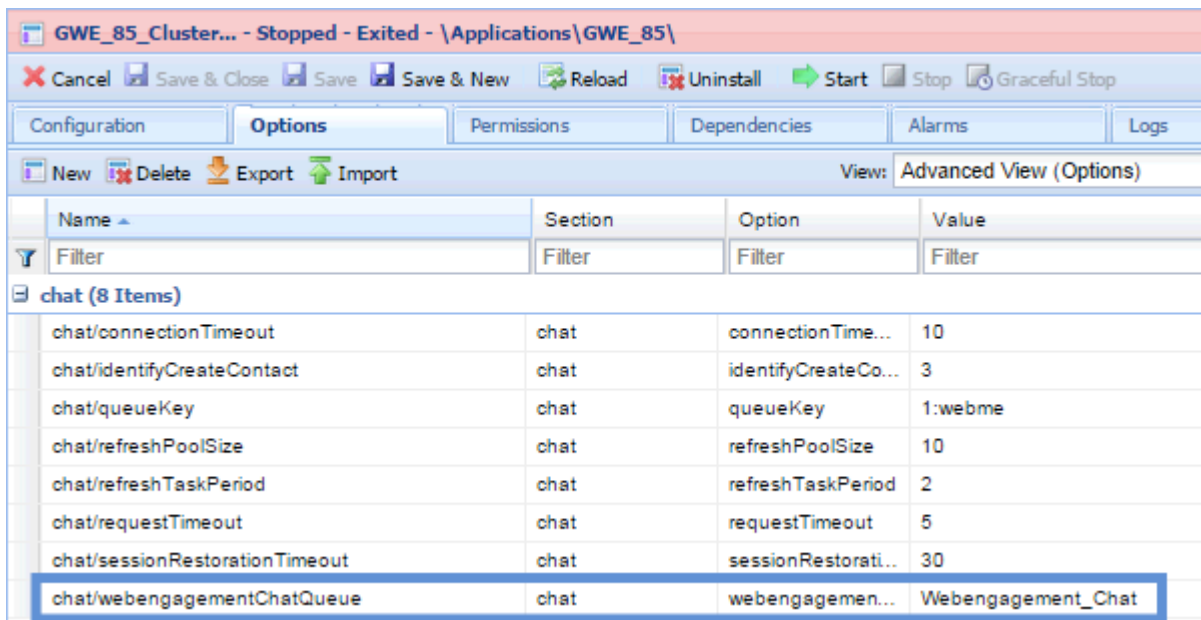 GWE_85_Cluster... - Stopped - Exited - \Applications\GWE_85\
Cancel Save & Close Save Save & New Reload Uninstall Start Stop Graceful Stop
Configuration Options Permissions Dependencies Alarms Logs
New Delete Export Import View: Advanced View (Options)
Name Section Option Value
Filter Filter Filter Filter
chat (8 Items)
chat/connectionTimeout chat connectionTime... 10
chat/identifyCreateContact chat identifyCreateCo... 3
chat/queueKey chat queueKey 1:webme
chat/refreshPoolSize chat refreshPoolSize 10
chat/refreshTaskPeriod chat refreshTaskPeriod 2
chat/requestTimeout chat requestTimeout 5
chat/sessionRestorationTimeout chat sessionRestorati... 30
chat/webengagementChatQueue chat webengagemen... Webengagement_Chat